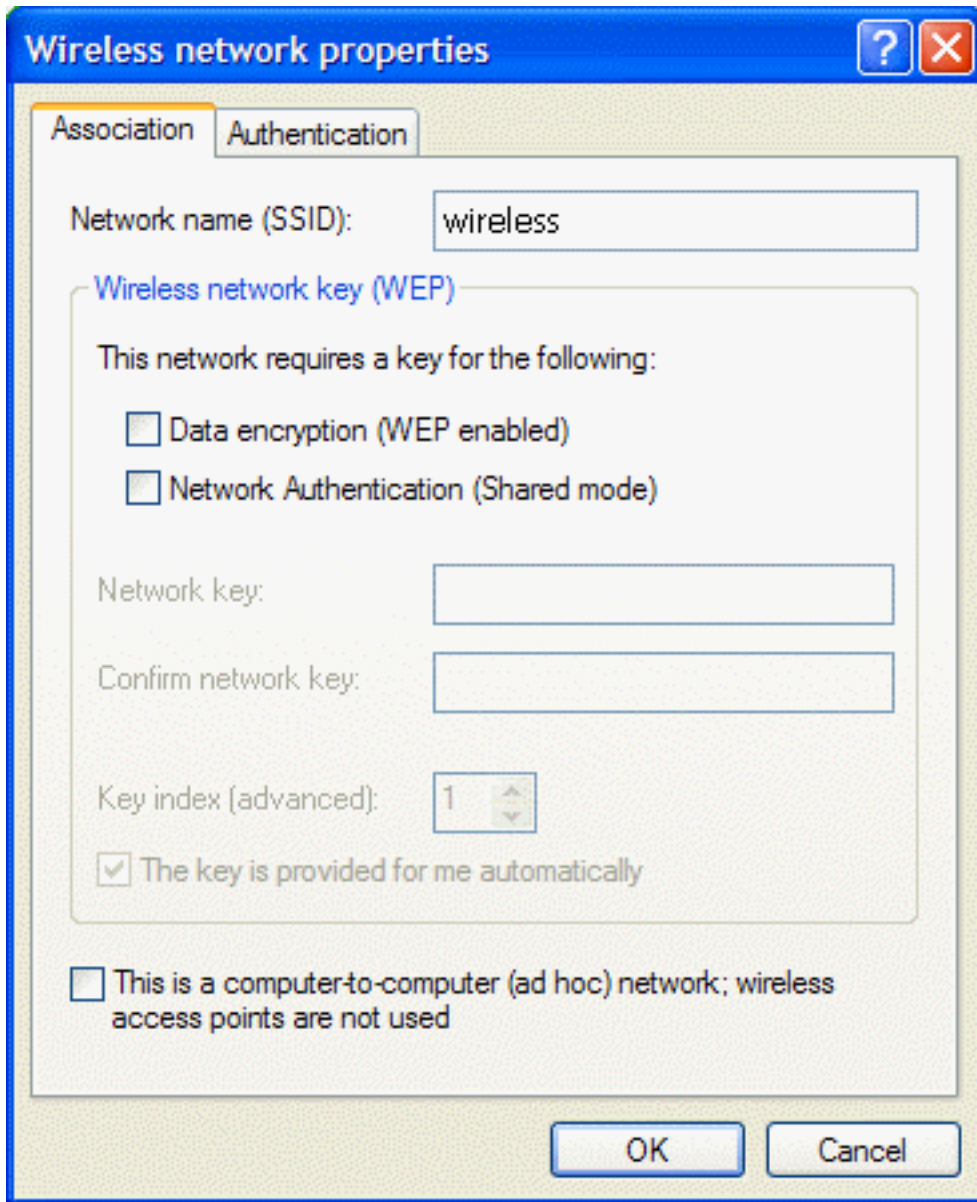 Wireless network properties
?
Association
Authentication
Network name (SSID):
wireless
Wireless network key (WEP)
This network requires a key for the following:
Data encryption (WEP enabled)
Network Authentication (Shared mode)
Network key:
Confirm network key:
Key index (advanced):
1
The key is provided for me automatically
This is a computer-to-computer (ad hoc) network; wireless
access points are not used
OK
Cancel